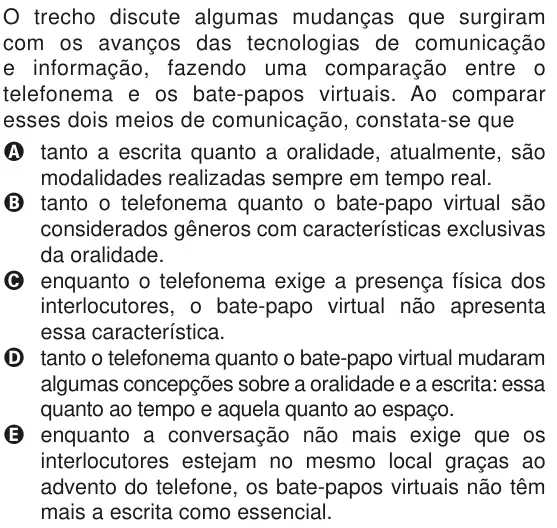 O trecho discute algumas mudanças que surgiram
com os avanços das tecnologias de comunicação
e informação, fazendo uma comparação entre o
telefonema e os bate-papos virtuais. Ao comparar
esses dois meios de comunicação, constata-se que
A tanto a escrita quanto a oralidade, atualmente, são
modalidades realizadas sempre em tempo real.
B tanto o telefonema quanto o bate-papo virtual são
considerados gêneros com características exclusivas
da oralidade.
C enquanto o telefonema exige a presença física dos
interlocutores, o bate-papo virtual não apresenta
essa característica.
D tanto o telefonema quanto o bate-papo virtual mudaram
algumas concepções sobre a oralidade e a escrita: essa
quanto ao tempo e aquela quanto ao espaço.
E enquanto a conversação não mais exige que os
interlocutores estejam no mesmo local graças ao
advento do telefone, os bate-papos virtuais não têm
mais a escrita como essencial.